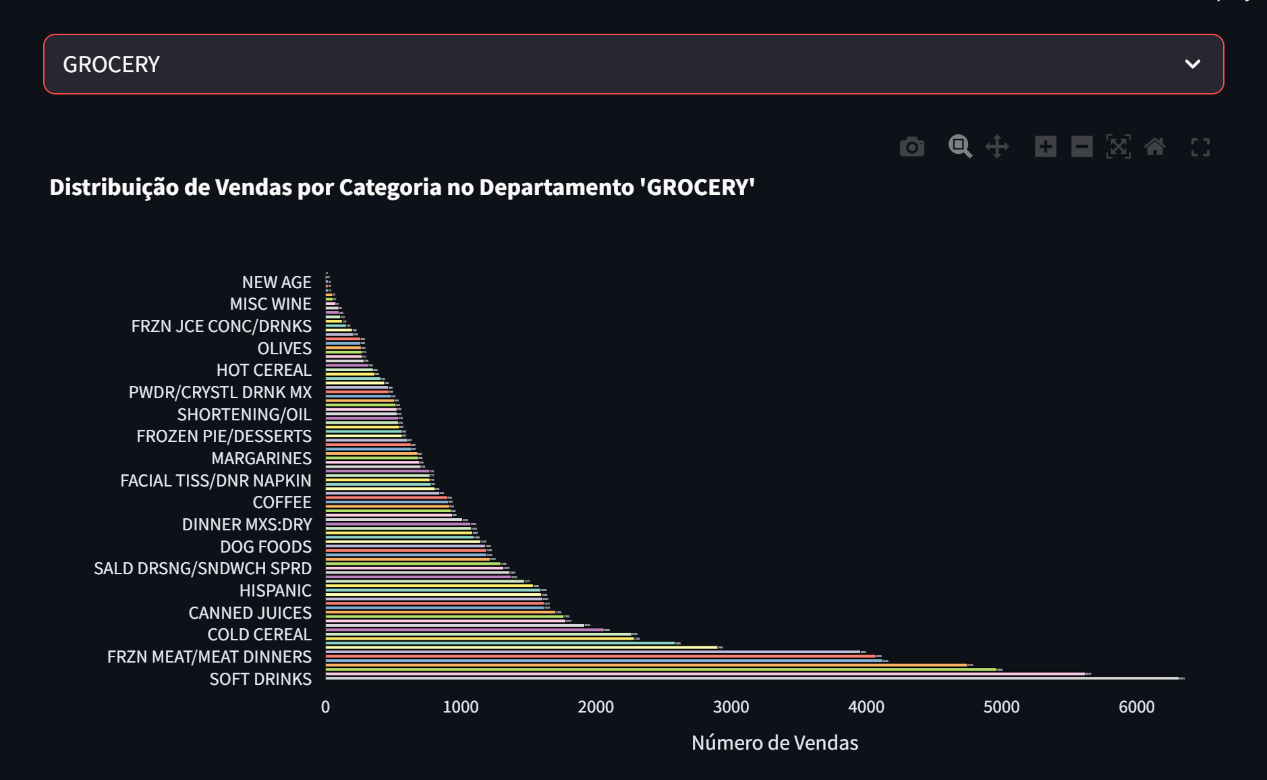 GROCERY
Distribuição de Vendas por Categoria no Departamento 'GROCERY'
NEW AGE
MISC WINE
FRZN JCE CONC/DRNKS
OLIVES
HOT CEREAL
PWDR/CRYSTL DRNK MX
SHORTENING/OIL
FROZEN PIE/DESSERTS
MARGARINES
FACIAL TISS/DNR NAPKIN
COFFEE
DINNER MXS:DRY
DOG FOODS
SALD DRSNG/SNDWCH SPRD
HISPANIC
CANNED JUICES
COLD CEREAL
FRZN MEAT/MEAT DINNERS
SOFT DRINKS
0 1000 2000 3000 4000 5000 6000
Número de Vendas